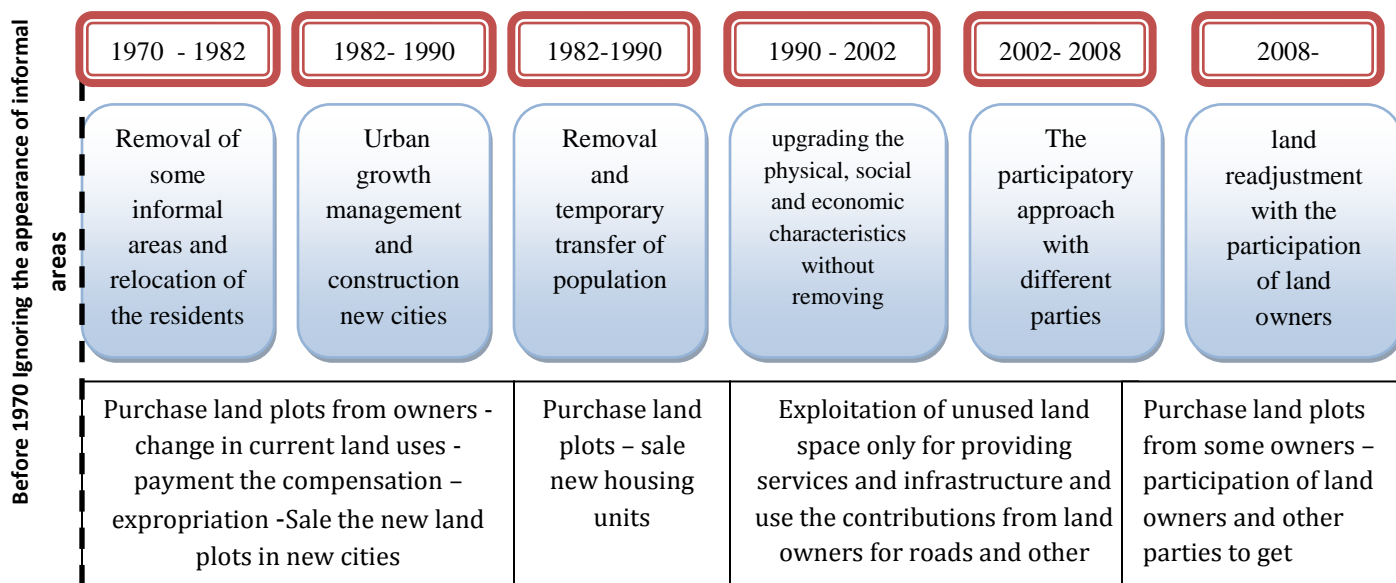 Before 1970 Ignoring the appearance of informal
areas
1970 - 1982
1982- 1990
1982-1990
1990 - 2002
2002- 2008
2008-
Removal of
some
informal
areas and
relocation of
the residents
Urban
growth
management
and
construction
new cities
Removal
and
temporary
transfer of
population
upgrading the
physical, social
and economic
characteristics
without
removing
The
participatory
approach
with
different
parties
land
readjustment
with the
participation
of land
owners
Purchase land plots from owners -
change in current land uses -
payment the compensation –
expropriation -Sale the new land
plots in new cities
Purchase land
plots – sale
new housing
units
Exploitation of unused land
space only for providing
services and infrastructure and
use the contributions from land
owners for roads and other
Purchase land plots
from some owners –
participation of land
owners and other
parties to get